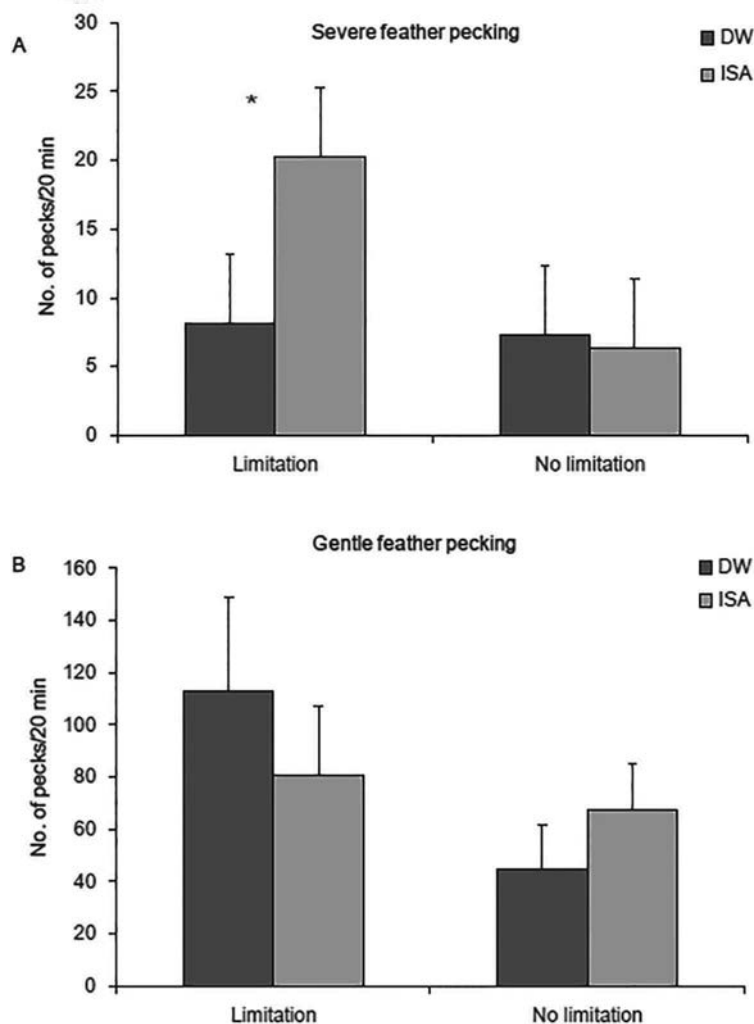 A
Severe feather pecking
DW
ISA
*
No. of pecks/20 min
30
25
20
15
10
5
0
Limitation
No limitation
B
Gentle feather pecking
DW
ISA
No. of pecks/20 min
160
140
120
100
80
60
40
20
0
Limitation
No limitation